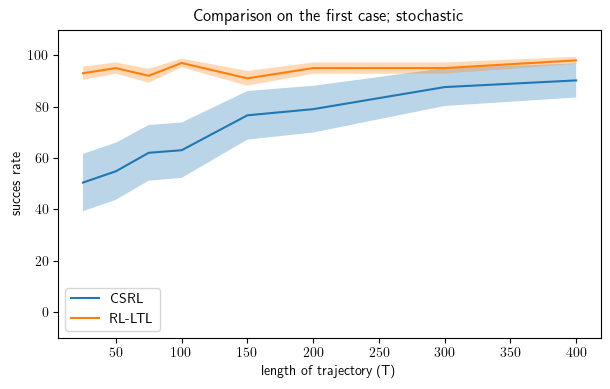 Comparison on the first case; stochastic
100
80
60
40
20
0
succes rate
CSRL
RL-LTL
50 100 150 200 250 300 350 400
length of trajectory (T)